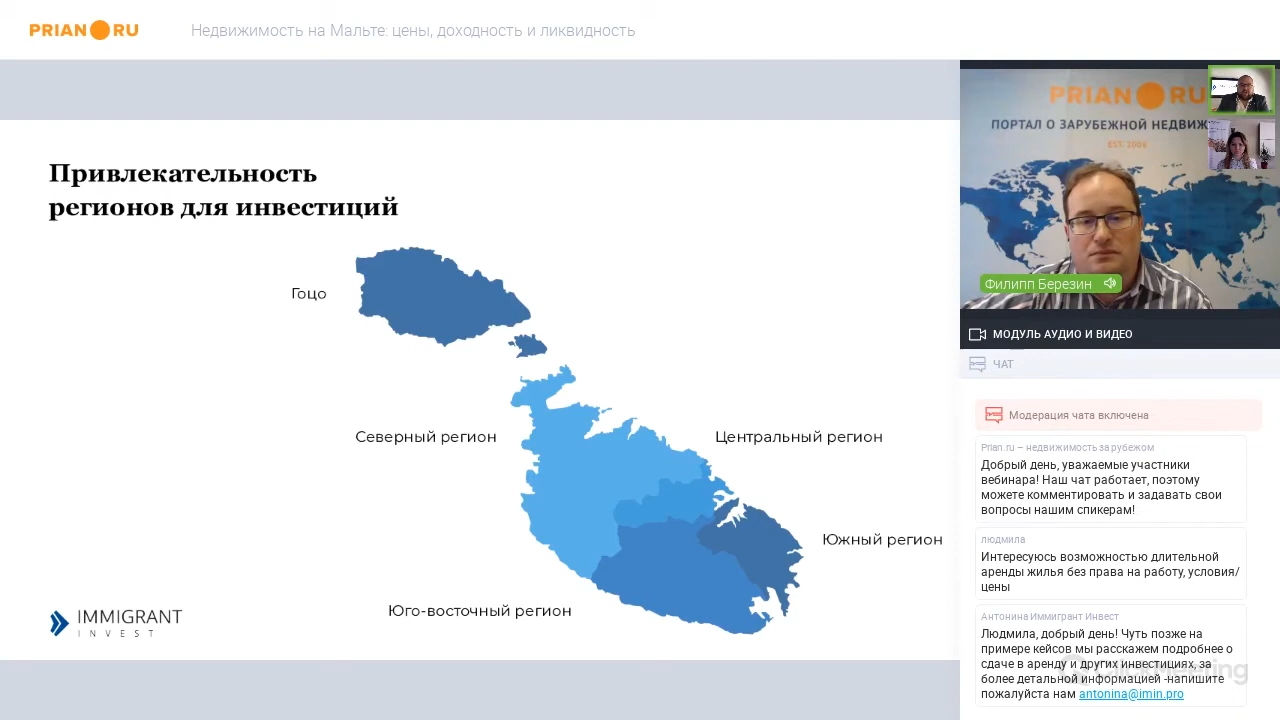 PRIAN RU
Недвижимость на Мальте: цены, доходность и ликвидность
Привлекательность
регионов для инвестиций
Гоцо
Северный регион
Центральный регион
Южный регион
Юго-восточный регион
IMMIGRANT
INVEST
PRIAN RU
ПОРТАЛ О ЗАРУБЕЖНОЙ НЕДВИЖ
EST. 2006
Филипп Березин
МОДУЛЬ АУДИО И ВИДЕО
ЧАТ
Модерация чата включена
Prian.ru – недвижимость за рубежом
Добрый день, уважаемые участники
вебинара! Наш чат работает, поэтому
можете комментировать и задавать свои
вопросы нашим спикерам!
людмила
Интересуюсь возможностью длительной
аренды жилья без права на работу, условия/
цены
Антонина Иммигрант Инвест
Людмила, добрый день! Чуть позже на
примере кейсов мы расскажем подробнее о
сдаче в аренду и других инвестициях, за
более детальной информацией -напишите
пожалуйста нам antonina@imin.pro